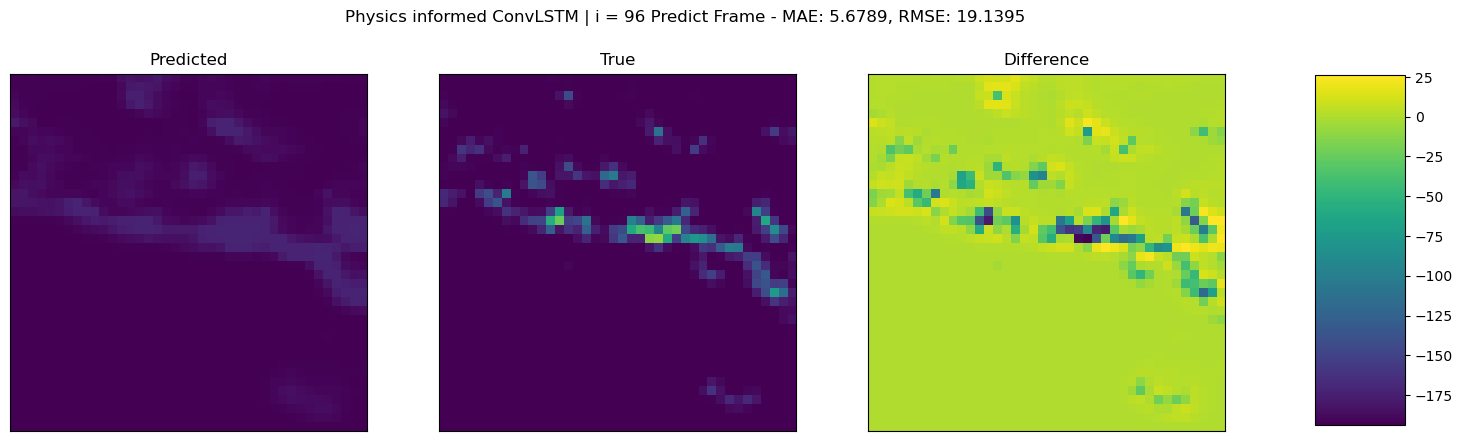 Physics informed ConvLSTM | i = 96 Predict Frame - MAE: 5.6789, RMSE: 19.1395
Predicted
True
Difference
25
0
−25
−50
−75
−100
−125
−150
−175